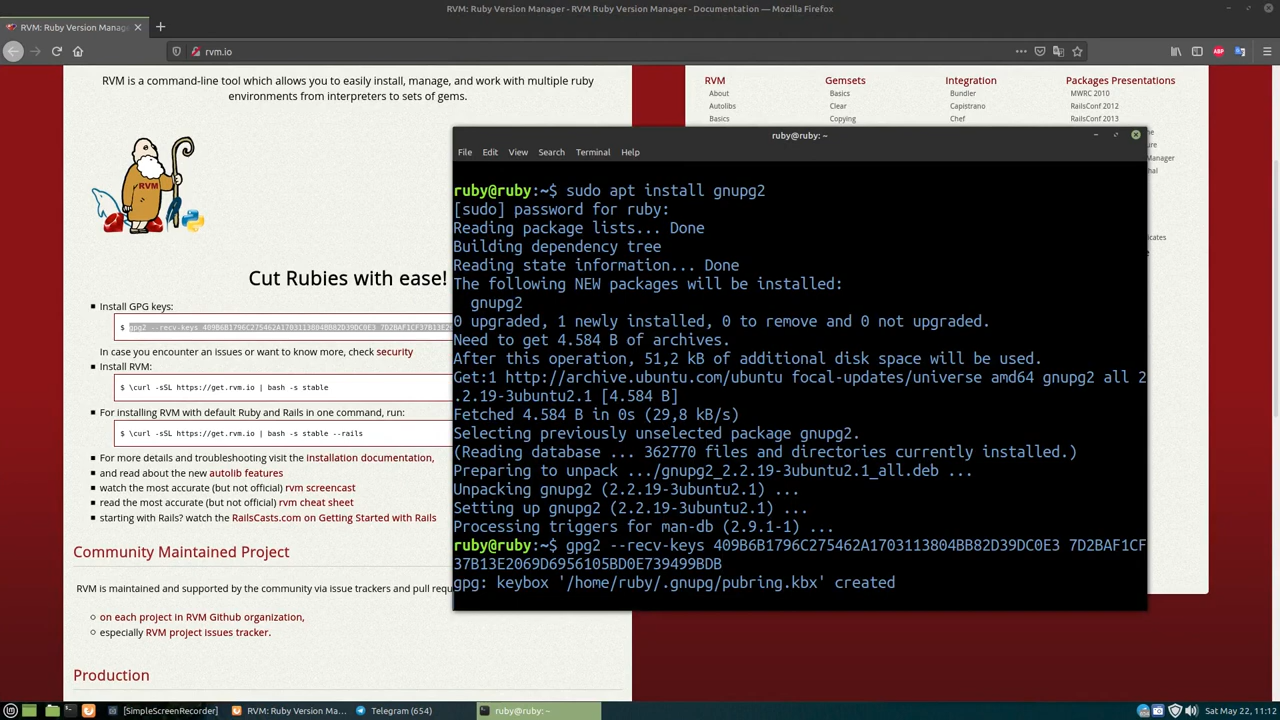 RVM: Ruby Version Manager - RVM Ruby Version Manager - Documentation — Mozilla Firefox
RVM: Ruby Version Manage
rvm.io
ABP
RVM is a command-line tool which allows you to easily install, manage, and work with multiple ruby
environments from interpreters to sets of gems.
RVM
Cut Rubies with ease!
Install GPG keys:
$ gpg2 --recv-keys 409B6B1796C275462A1703113804BB82D39DC0E3 7D2BAF1CF37B13E2
In case you encounter an issues or want to know more, check security
Install RVM:
$ \curl -sSL https://get.rvm.io | bash -s stable
For installing RVM with default Ruby and Rails in one command, run:
$ \curl -sSL https://get.rvm.io | bash -s stable --rails
For more details and troubleshooting visit the installation documentation,
and read about the new autolib features
watch the most accurate (but not official) rvm screencast
read the most accurate (but not official) rvm cheat sheet
starting with Rails? watch the RailsCasts.com on Getting Started with Rails
Community Maintained Project
RVM is maintained and supported by the community via issue trackers and pull requ
on each project in RVM Github organization,
especially RVM project issues tracker.
Production
RVM Gemsets Integration Packages Presentations
About Basics Bundler MWRC 2010
Autolibs Clear Capistrano RailsConf 2012
Basics Copying Chef RailsConf 2013
ruby@ruby: ~
File Edit View Search Terminal Help
ruby@ruby:~$ sudo apt install gnupg2
[sudo] password for ruby:
Reading package lists... Done
Building dependency tree
Reading state information... Done
The following NEW packages will be installed:
gnupg2
0 upgraded, 1 newly installed, 0 to remove and 0 not upgraded.
Need to get 4.584 B of archives.
After this operation, 51,2 kB of additional disk space will be used.
Get:1 http://archive.ubuntu.com/ubuntu focal-updates/universe amd64 gnupg2 all 2
.2.19-3ubuntu2.1 [4.584 B]
Fetched 4.584 B in 0s (29,8 kB/s)
Selecting previously unselected package gnupg2.
(Reading database ... 362770 files and directories currently installed.)
Preparing to unpack .../gnupg2_2.2.19-3ubuntu2.1_all.deb ...
Unpacking gnupg2 (2.2.19-3ubuntu2.1) ...
Setting up gnupg2 (2.2.19-3ubuntu2.1) ...
Processing triggers for man-db (2.9.1-1) ...
ruby@ruby:~$ gpg2 --recv-keys 409B6B1796C275462A1703113804BB82D39DC0E3 7D2BAF1CF
37B13E2069D6956105BD0E739499BDB
gpg: keybox '/home/ruby/.gnupg/pubring.kbx' created
[SimpleScreenRecorder] RVM: Ruby Version Ma... Telegram (654) ruby@ruby: ~ Sat May 22, 11:12